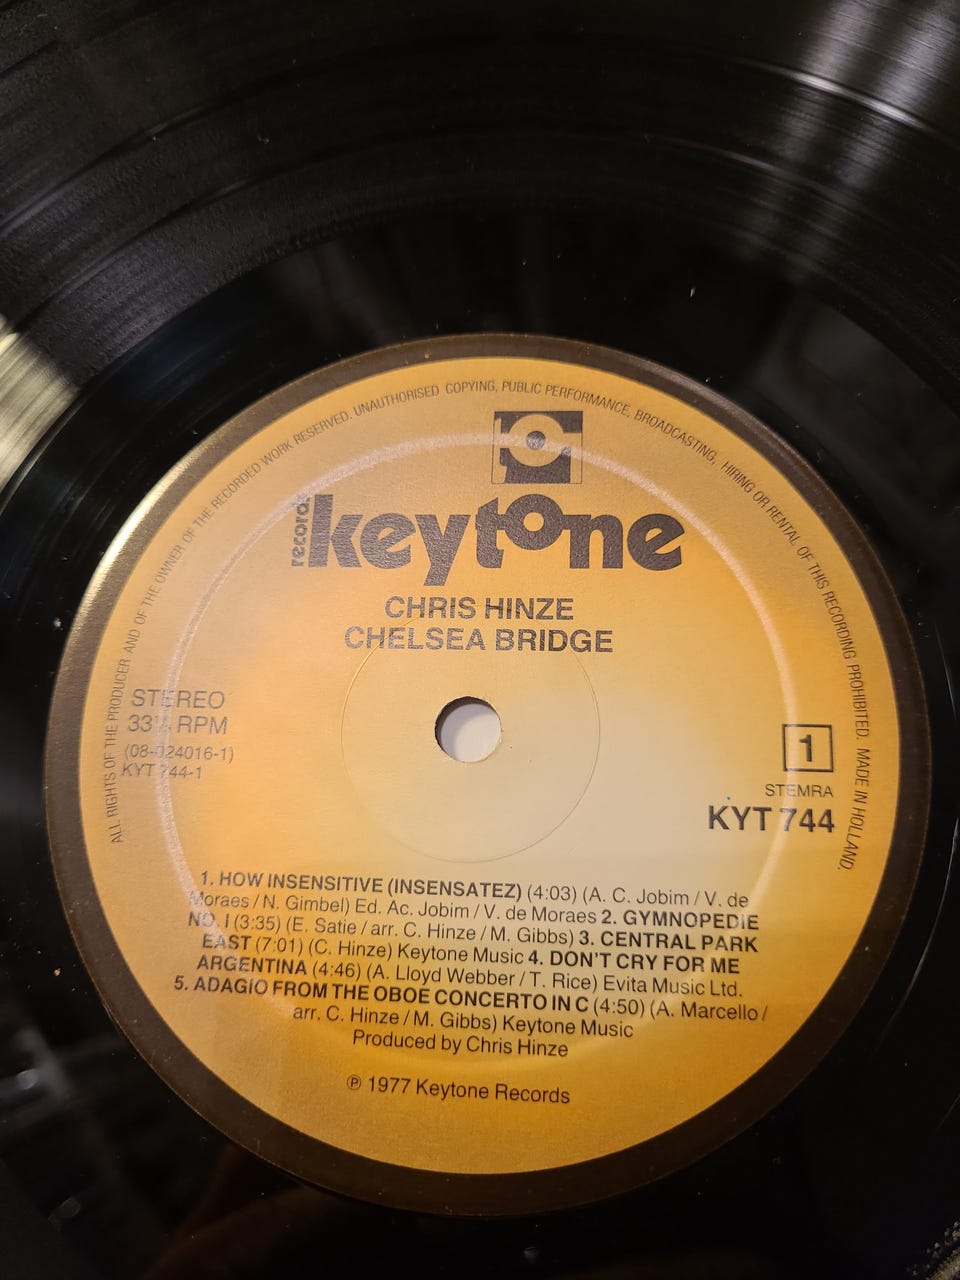 ALL RIGHTS OF THE PRODUCER AND OF THE OWNER OF THE RECORDED WORK RESERVED. UNAUTHORISED COPYING, PUBLIC PERFORMANCE, BROADCASTING, HIRING OR RENTAL OF THIS RECORDING PROHIBITED. MADE IN HOLLAND.
records
keytone
CHRIS HINZE
CHELSEA BRIDGE
STEREO
33⅓ RPM
(08-024016-1)
KYT 744-1
1
STEMRA
KYT 744
1. HOW INSENSITIVE (INSENSATEZ) (4:03) (A. C. Jobim / V. de
Moraes / N. Gimbel) Ed. Ac. Jobim / V. de Moraes 2. GYMNOPEDIE
NO. I (3:35) (E. Satie / arr. C. Hinze / M. Gibbs) 3. CENTRAL PARK
EAST (7:01) (C. Hinze) Keytone Music 4. DON'T CRY FOR ME
ARGENTINA (4:46) (A. Lloyd Webber / T. Rice) Evita Music Ltd.
5. ADAGIO FROM THE OBOE CONCERTO IN C (4:50) (A. Marcello /
arr. C. Hinze / M. Gibbs) Keytone Music
Produced by Chris Hinze
℗ 1977 Keytone Records